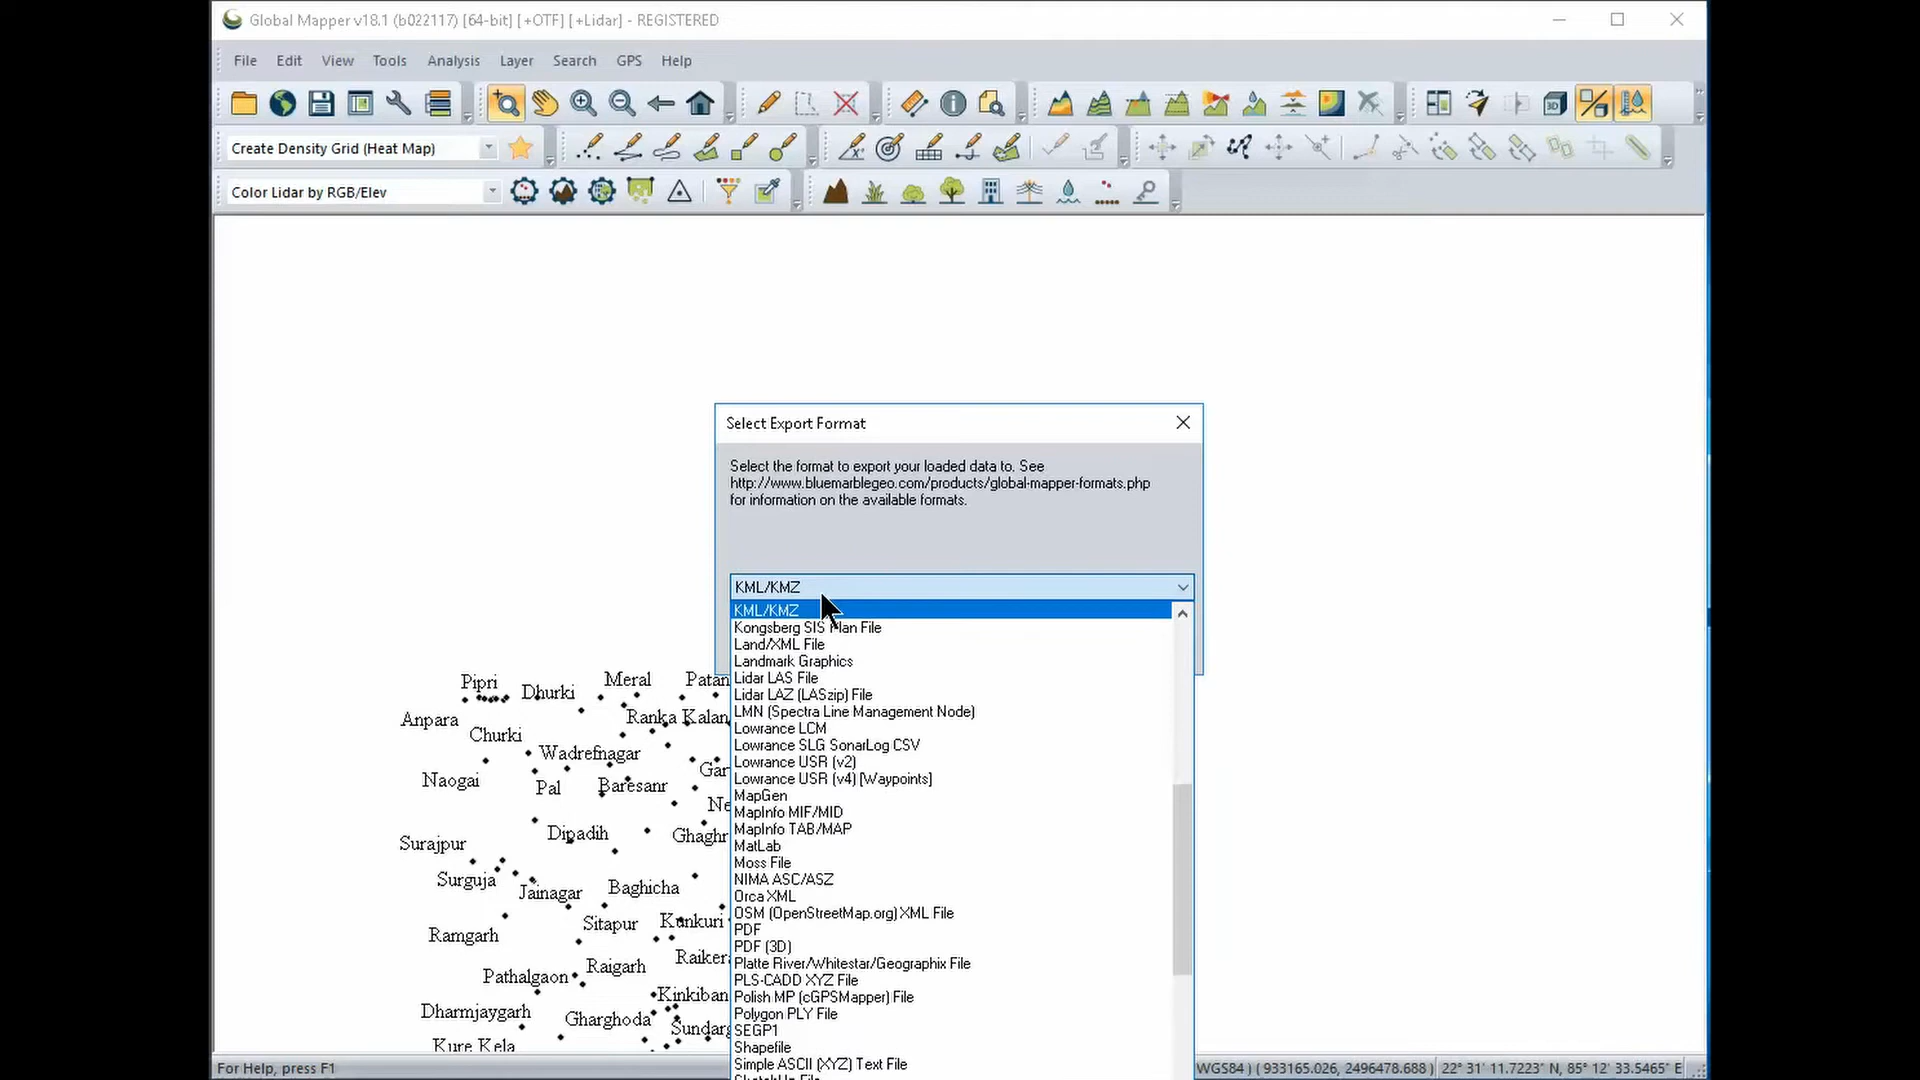 Global Mapper v18.1 (b022117) [64-bit] [+OTF] [+Lidar] - REGISTERED
File Edit View Tools Analysis Layer Search GPS Help
Create Density Grid (Heat Map)
Color Lidar by RGB/Elev
Select Export Format
Select the format to export your loaded data to. See
http://www.bluemarblegeo.com/products/global-mapper-formats.php
for information on the available formats.
KML/KMZ
KML/KMZ
Kongsberg SIS Plan File
Land/XML File
Landmark Graphics
Lidar LAS File
Lidar LAZ (LASzip) File
LMN (Spectra Line Management Node)
Lowrance LCM
Lowrance SLG SonarLog CSV
Lowrance USR (v2)
Lowrance USR (v4) [Waypoints]
MapGen
MapInfo MIF/MID
MapInfo TAB/MAP
MatLab
Moss File
NIMA ASC/ASZ
Orca XML
OSM (OpenStreetMap.org) XML File
PDF
PDF (3D)
Platte River/Whitestar/Geographix File
PLS-CADD XYZ File
Polish MP (cGPSMapper) File
Polygon PLY File
SEGP1
Shapefile
Simple ASCII (XYZ) Text File
Pipri
Dhurki
Meral
Patan
Anpara
Ranka Kalan
Churki
Wadrefnagar
Naogai
Pal
Baresanr
Gar
Ne
Dipadih
Ghaghr
Surajpur
Surguja
Jainagar
Baghicha
Sitapur
Kunkuri
Ramgarh
Raikera
Pathalgaon
Raigarh
Kinkiban
Dharmjaygarh
Gharghoda
Sundarg
Kure Kela
For Help, press F1
WGS84 ) ( 933165.026, 2496478.688 ) 22° 31' 11.7223" N, 85° 12' 33.5465" E